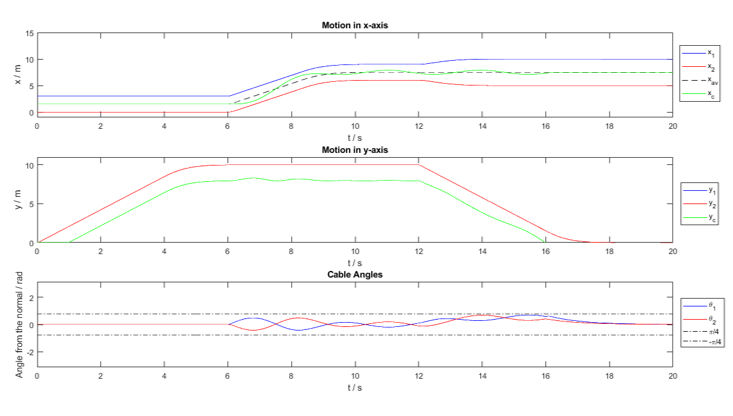 Motion in x-axis
15
10
5
0
x / m
0 2 4 6 8 10 12 14 16 18 20
t / s
x1
x2
xav
xc
Motion in y-axis
10
5
0
y / m
0 2 4 6 8 10 12 14 16 18 20
t / s
y1
y2
yc
Cable Angles
2
0
-2
Angle from the normal / rad
0 2 4 6 8 10 12 14 16 18 20
t / s
θ1
θ2
π/4
-π/4